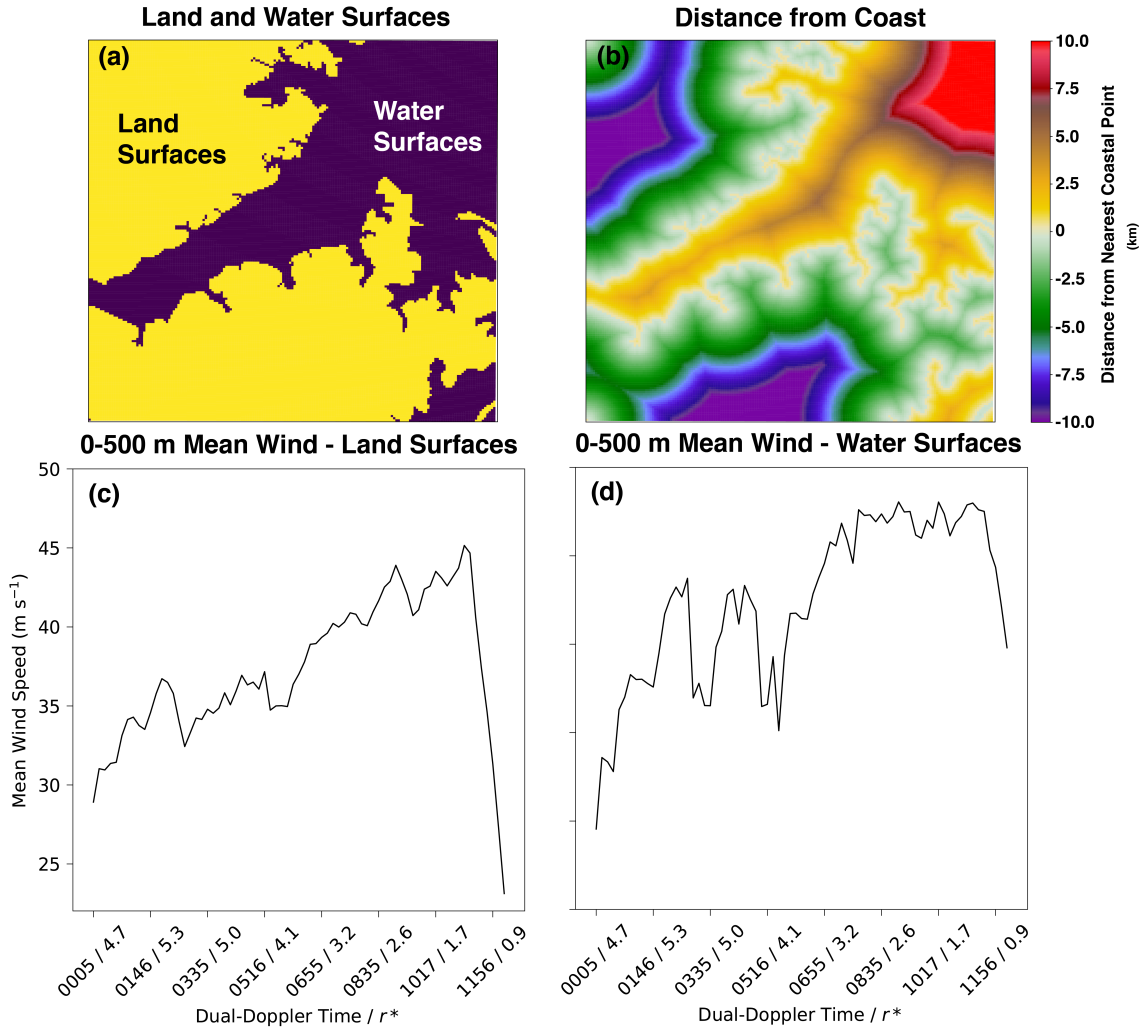 Land and Water Surfaces
Distance from Coast
(a)
Land
Surfaces
Water
Surfaces
(b)
10.0
7.5
5.0
2.5
0
-2.5
-5.0
-7.5
-10.0
Distance from Nearest Coastal Point
(km)
0-500 m Mean Wind - Land Surfaces
0-500 m Mean Wind - Water Surfaces
(c)
50
45
40
35
30
25
Mean Wind Speed (m s⁻¹)
0005 / 4.7
0146 / 5.3
0335 / 5.0
0516 / 4.1
0655 / 3.2
0835 / 2.6
1017 / 1.7
1156 / 0.9
Dual-Doppler Time / r*
(d)
0005 / 4.7
0146 / 5.3
0335 / 5.0
0516 / 4.1
0655 / 3.2
0835 / 2.6
1017 / 1.7
1156 / 0.9
Dual-Doppler Time / r*